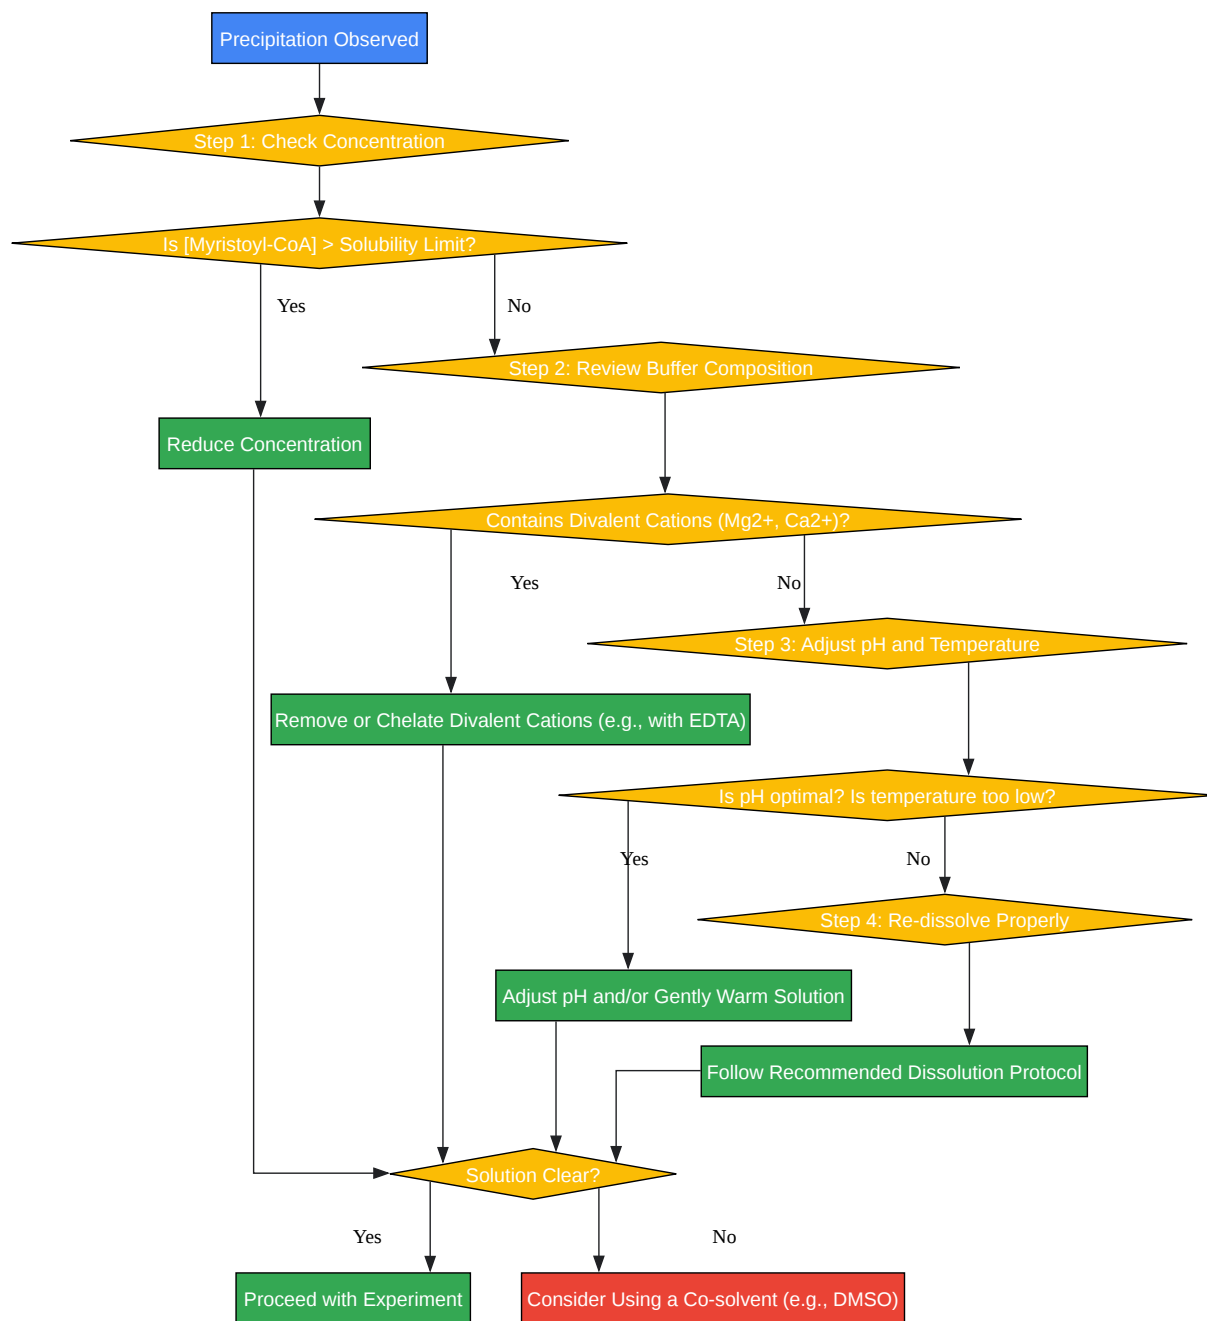 Precipitation Observed
Step 1: Check Concentration
Is [Myristoyl-CoA] > Solubility Limit?
Yes
No
Step 2: Review Buffer Composition
Reduce Concentration
Contains Divalent Cations (Mg2+, Ca2+)?
Yes
No
Step 3: Adjust pH and Temperature
Remove or Chelate Divalent Cations (e.g., with EDTA)
Is pH optimal? Is temperature too low?
Yes
No
Step 4: Re-dissolve Properly
Adjust pH and/or Gently Warm Solution
Follow Recommended Dissolution Protocol
Solution Clear?
Yes
No
Proceed with Experiment
Consider Using a Co-solvent (e.g., DMSO)